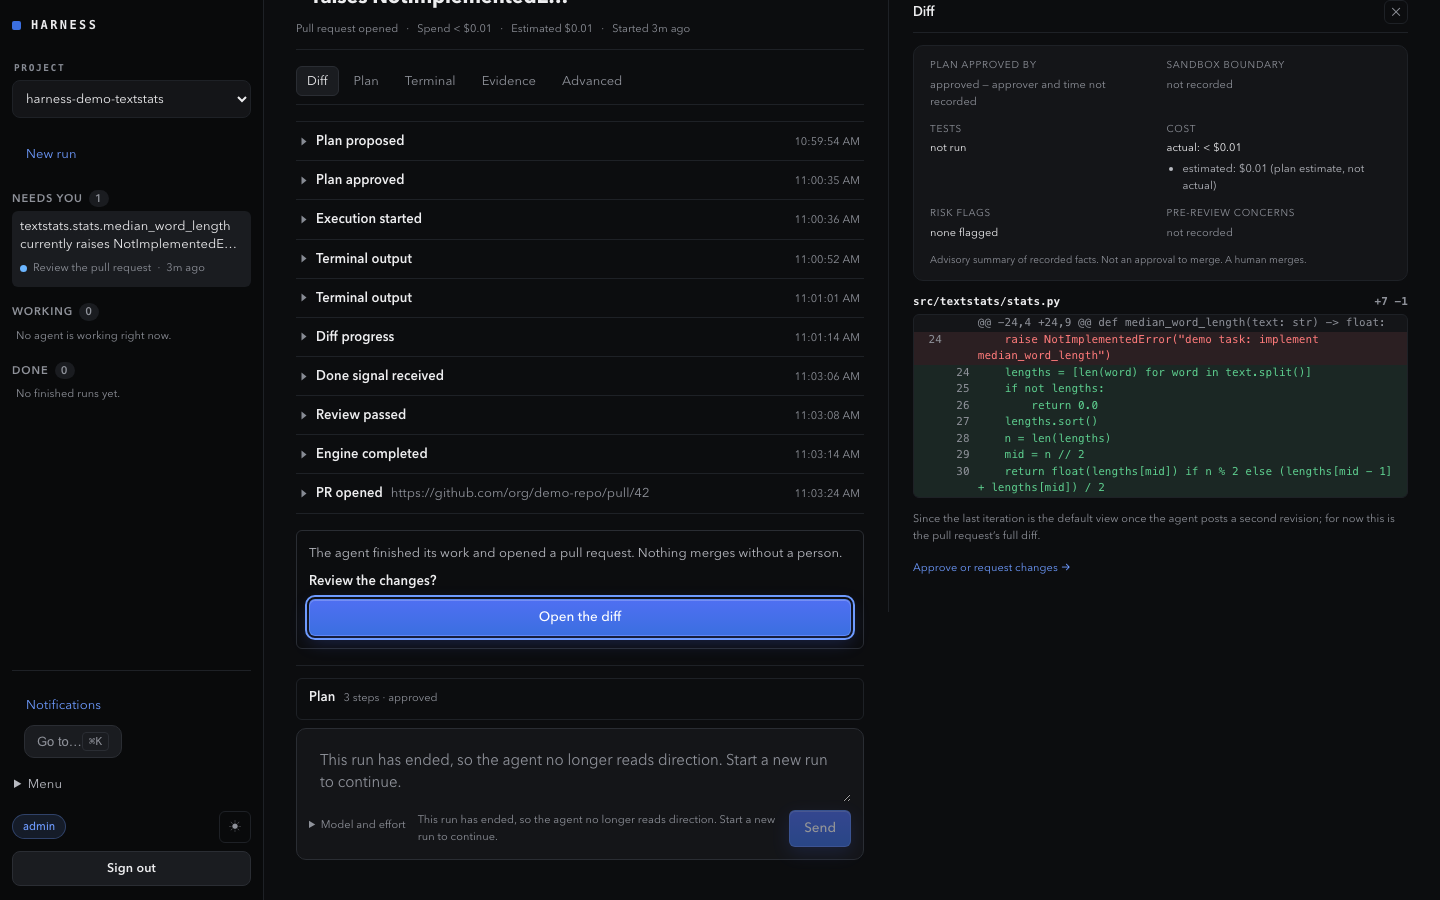 HARNESS
PROJECT
harness-demo-textstats
New run
NEEDS YOU 1
textstats.stats.median_word_length
currently raises NotImplementedE…
Review the pull request · 3m ago
WORKING 0
No agent is working right now.
DONE 0
No finished runs yet.
Notifications
Go to… ⌘K
Menu
admin
Sign out
Pull request opened · Spend < $0.01 · Estimated $0.01 · Started 3m ago
Diff Plan Terminal Evidence Advanced
Plan proposed 10:59:54 AM
Plan approved 11:00:35 AM
Execution started 11:00:36 AM
Terminal output 11:00:52 AM
Terminal output 11:01:01 AM
Diff progress 11:01:14 AM
Done signal received 11:03:06 AM
Review passed 11:03:08 AM
Engine completed 11:03:14 AM
PR opened https://github.com/org/demo-repo/pull/42 11:03:24 AM
The agent finished its work and opened a pull request. Nothing merges without a person.
Review the changes?
Open the diff
Plan 3 steps · approved
This run has ended, so the agent no longer reads direction. Start a new run
to continue.
Model and effort
This run has ended, so the agent no longer reads direction. Start a new
run to continue.
Send
Diff
PLAN APPROVED BY
approved — approver and time not
recorded
SANDBOX BOUNDARY
not recorded
TESTS
not run
COST
actual: < $0.01
• estimated: $0.01 (plan estimate, not
actual)
RISK FLAGS
none flagged
PRE-REVIEW CONCERNS
not recorded
Advisory summary of recorded facts. Not an approval to merge. A human merges.
src/textstats/stats.py +7 −1
@@ −24,4 +24,9 @@ def median_word_length(text: str) −> float:
24 raise NotImplementedError("demo task: implement
median_word_length")
24 lengths = [len(word) for word in text.split()]
25 if not lengths:
26 return 0.0
27 lengths.sort()
28 n = len(lengths)
29 mid = n // 2
30 return float(lengths[mid]) if n % 2 else (lengths[mid − 1]
+ lengths[mid]) / 2
Since the last iteration is the default view once the agent posts a second revision; for now this is
the pull request's full diff.
Approve or request changes →